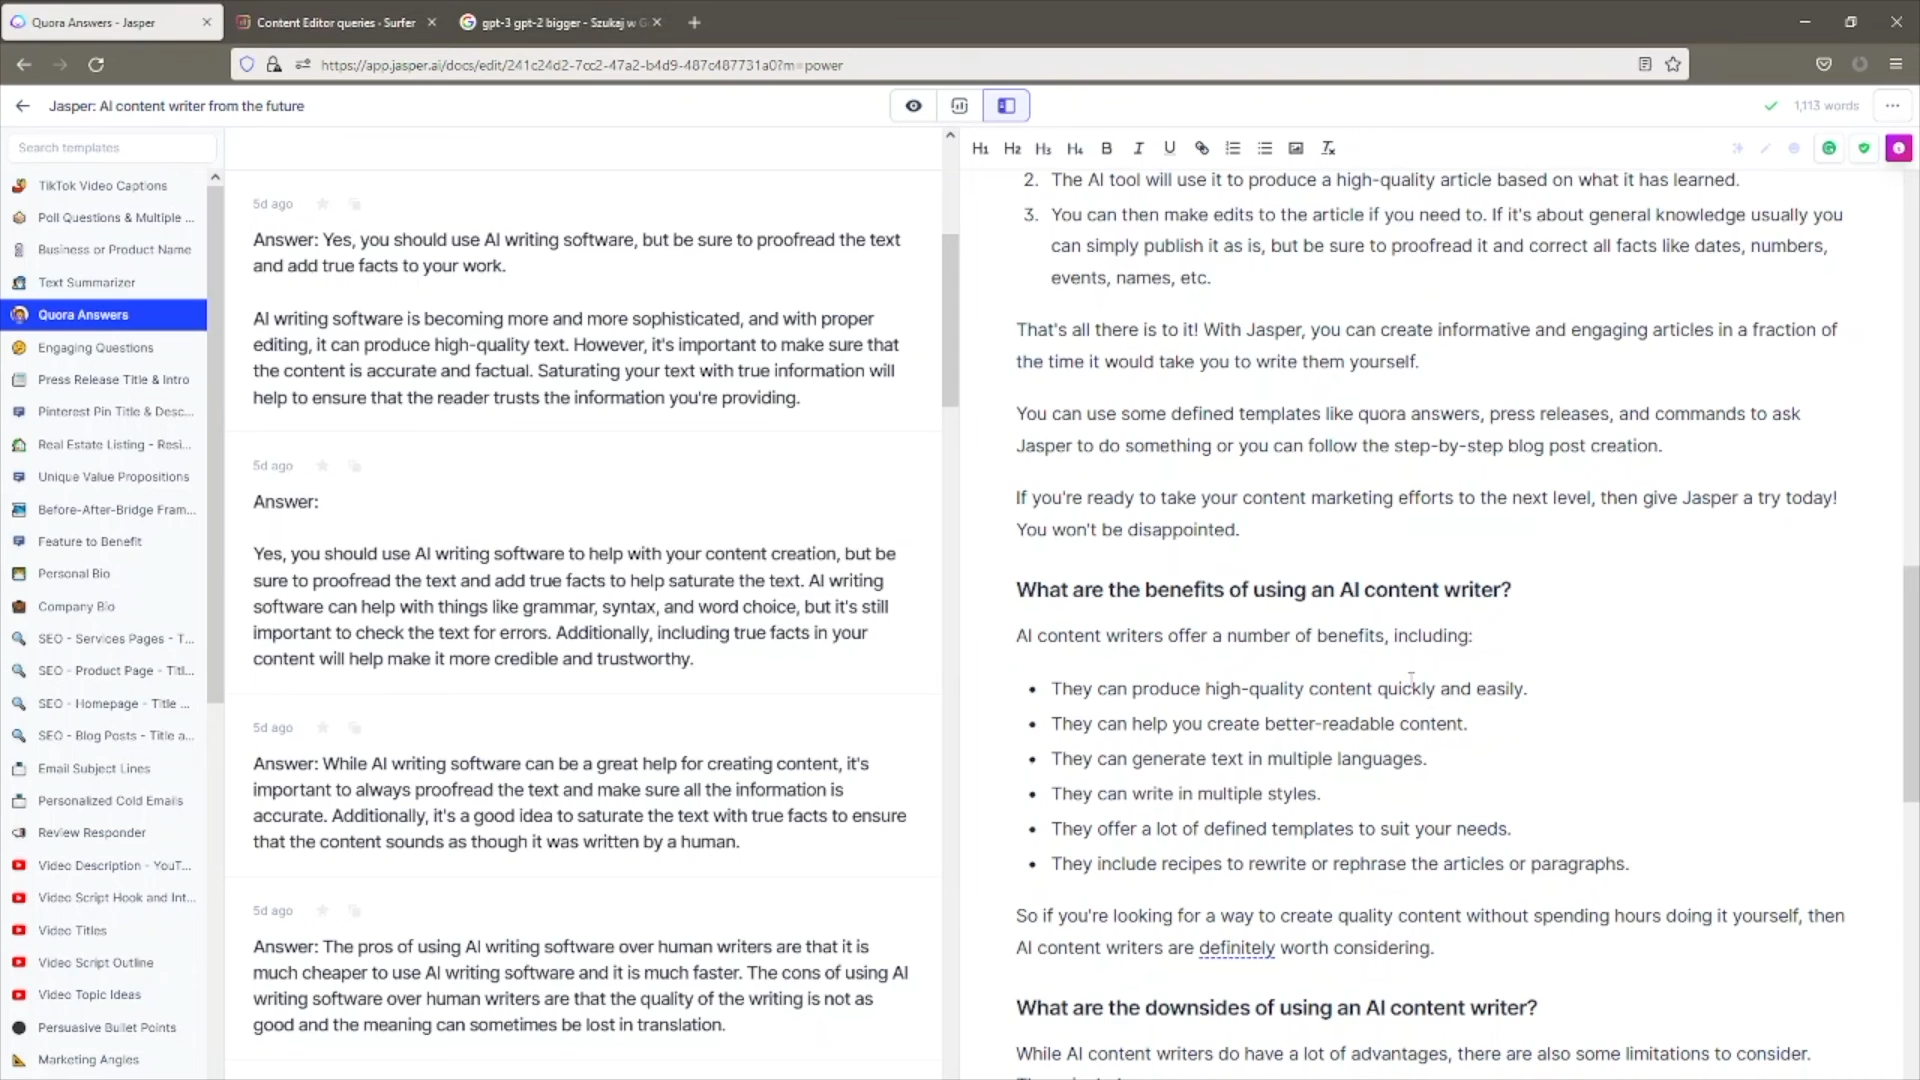 Quora Answers - Jasper
Content Editor queries · Surfer
gpt-3 gpt-2 bigger - Szukaj w G
https://app.jasper.ai/docs/edit/241c24d2-7cc2-47a2-b4d9-487c487731a0?m=power
Jasper: AI content writer from the future
1,113 words
Search templates
TikTok Video Captions
Poll Questions & Multiple ...
Business or Product Name
Text Summarizer
Quora Answers
Engaging Questions
Press Release Title & Intro
Pinterest Pin Title & Desc...
Real Estate Listing - Resi...
Unique Value Propositions
Before-After-Bridge Fram...
Feature to Benefit
Personal Bio
Company Bio
SEO - Services Pages - T...
SEO - Product Page - Titl...
SEO - Homepage - Title ...
SEO - Blog Posts - Title a...
Email Subject Lines
Personalized Cold Emails
Review Responder
Video Description - YouT...
Video Script Hook and Int...
Video Titles
Video Script Outline
Video Topic Ideas
Persuasive Bullet Points
Marketing Angles
5d ago
Answer: Yes, you should use AI writing software, but be sure to proofread the text
and add true facts to your work.
AI writing software is becoming more and more sophisticated, and with proper
editing, it can produce high-quality text. However, it's important to make sure that
the content is accurate and factual. Saturating your text with true information will
help to ensure that the reader trusts the information you're providing.
5d ago
Answer:
Yes, you should use AI writing software to help with your content creation, but be
sure to proofread the text and add true facts to help saturate the text. AI writing
software can help with things like grammar, syntax, and word choice, but it's still
important to check the text for errors. Additionally, including true facts in your
content will help make it more credible and trustworthy.
5d ago
Answer: While AI writing software can be a great help for creating content, it's
important to always proofread the text and make sure all the information is
accurate. Additionally, it's a good idea to saturate the text with true facts to ensure
that the content sounds as though it was written by a human.
5d ago
Answer: The pros of using AI writing software over human writers are that it is
much cheaper to use AI writing software and it is much faster. The cons of using AI
writing software over human writers are that the quality of the writing is not as
good and the meaning can sometimes be lost in translation.
H1 H2 H3 H4 B I U
2. The AI tool will use it to produce a high-quality article based on what it has learned.
3. You can then make edits to the article if you need to. If it's about general knowledge usually you
can simply publish it as is, but be sure to proofread it and correct all facts like dates, numbers,
events, names, etc.
That's all there is to it! With Jasper, you can create informative and engaging articles in a fraction of
the time it would take you to write them yourself.
You can use some defined templates like quora answers, press releases, and commands to ask
Jasper to do something or you can follow the step-by-step blog post creation.
If you're ready to take your content marketing efforts to the next level, then give Jasper a try today!
You won't be disappointed.
What are the benefits of using an AI content writer?
AI content writers offer a number of benefits, including:
• They can produce high-quality content quickly and easily.
• They can help you create better-readable content.
• They can generate text in multiple languages.
• They can write in multiple styles.
• They offer a lot of defined templates to suit your needs.
• They include recipes to rewrite or rephrase the articles or paragraphs.
So if you're looking for a way to create quality content without spending hours doing it yourself, then
AI content writers are definitely worth considering.
What are the downsides of using an AI content writer?
While AI content writers do have a lot of advantages, there are also some limitations to consider.